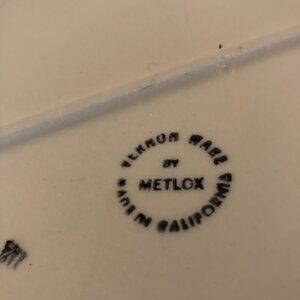 VERNON WARE
BY
METLOX
MADE IN CALIFORNIA